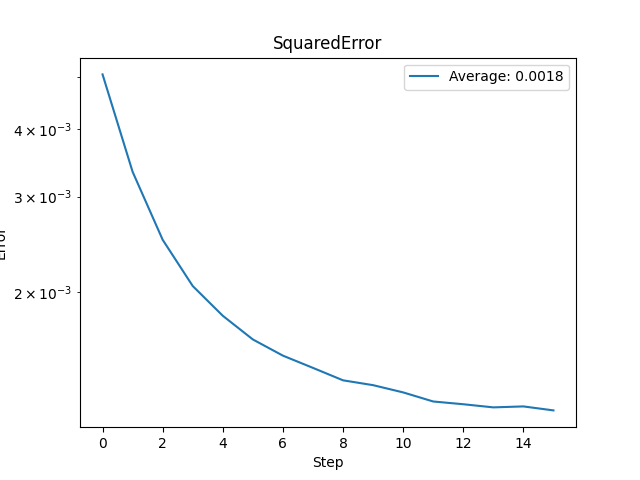 SquaredError
Average: 0.0018
4 × 10⁻³
3 × 10⁻³
2 × 10⁻³
Error
0 2 4 6 8 10 12 14
Step